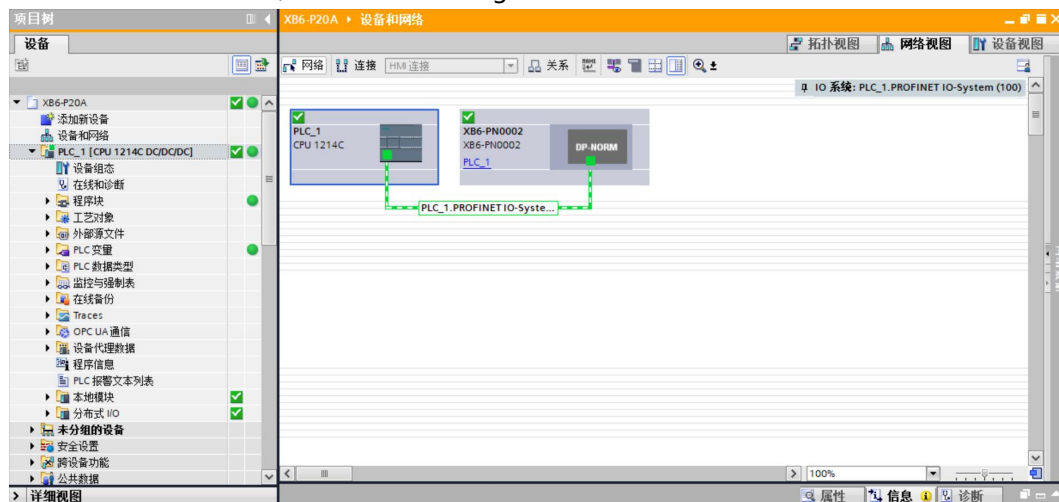 项目树
XB6-P20A ▸ 设备和网络
设备
拓扑视图
网络视图
设备视图
网络
连接
HMI 连接
关系
IO 系统: PLC_1.PROFINET IO-System (100)
XB6-P20A
添加新设备
设备和网络
PLC_1 [CPU 1214C DC/DC/DC]
设备组态
在线和诊断
程序块
工艺对象
外部源文件
PLC 变量
PLC 数据类型
监控与强制表
在线备份
Traces
OPC UA 通信
设备代理数据
程序信息
PLC 报警文本列表
本地模块
分布式 I/O
未分组的设备
安全设置
跨设备功能
公共数据
详细视图
PLC_1
CPU 1214C
XB6-PN0002
XB6-PN0002
PLC_1
DP-NORM
PLC_1.PROFINET IO-Syste...
100%
属性
信息
诊断